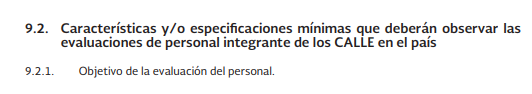 9.2. Características y/o especificaciones mínimas que deberán observar las
evaluaciones de personal integrante de los CALLE en el país
9.2.1. Objetivo de la evaluación del personal.